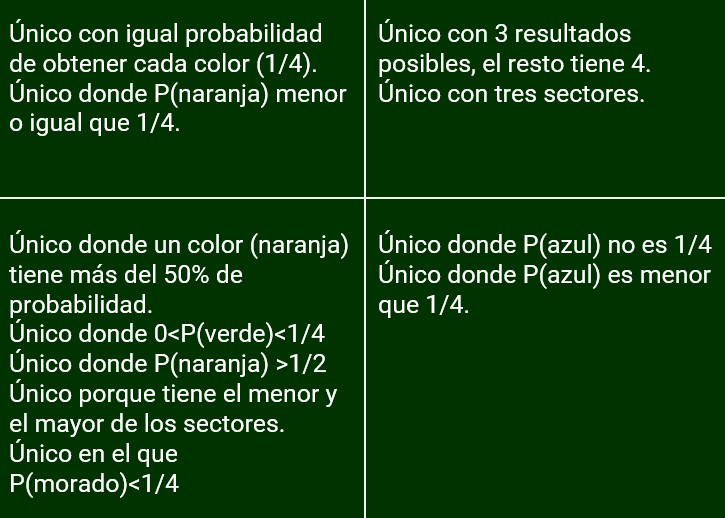 Único con igual probabilidad
de obtener cada color (1/4).
Único donde P(naranja) menor
o igual que 1/4.
Único con 3 resultados
posibles, el resto tiene 4.
Único con tres sectores.
Único donde un color (naranja)
tiene más del 50% de
probabilidad.
Único donde 0<P(verde)<1/4
Único donde P(naranja) >1/2
Único porque tiene el menor y
el mayor de los sectores.
Único en el que
P(morado)<1/4
Único donde P(azul) no es 1/4
Único donde P(azul) es menor
que 1/4.